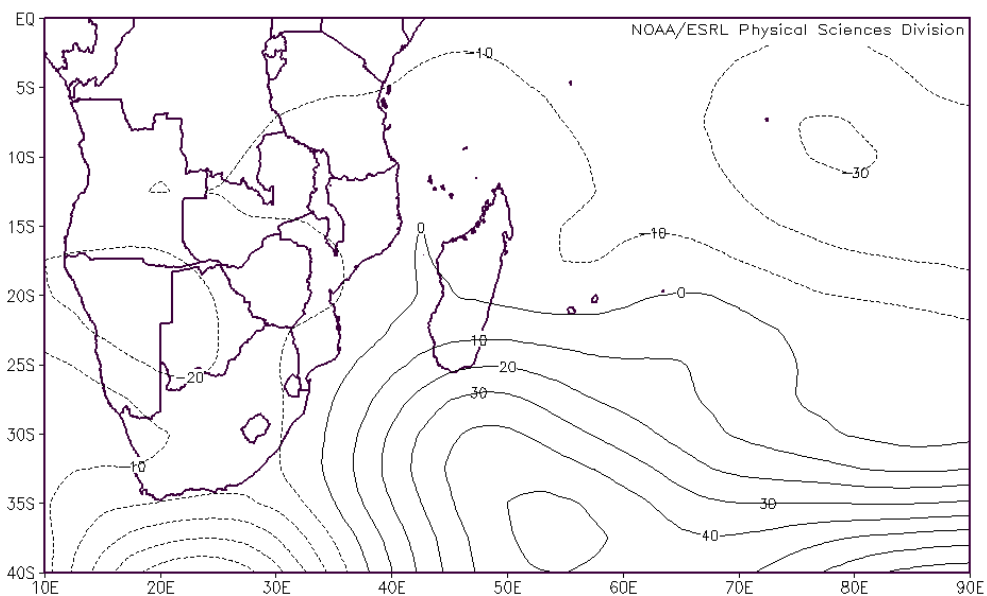 EQ
NOAA/ESRL Physical Sciences Division
-10
5S
10S
-30
15S
0
-10
20S
0
10
25S
20
-20
30
30S
-10
35S
30
40
40S
10E 20E 30E 40E 50E 60E 70E 80E 90E